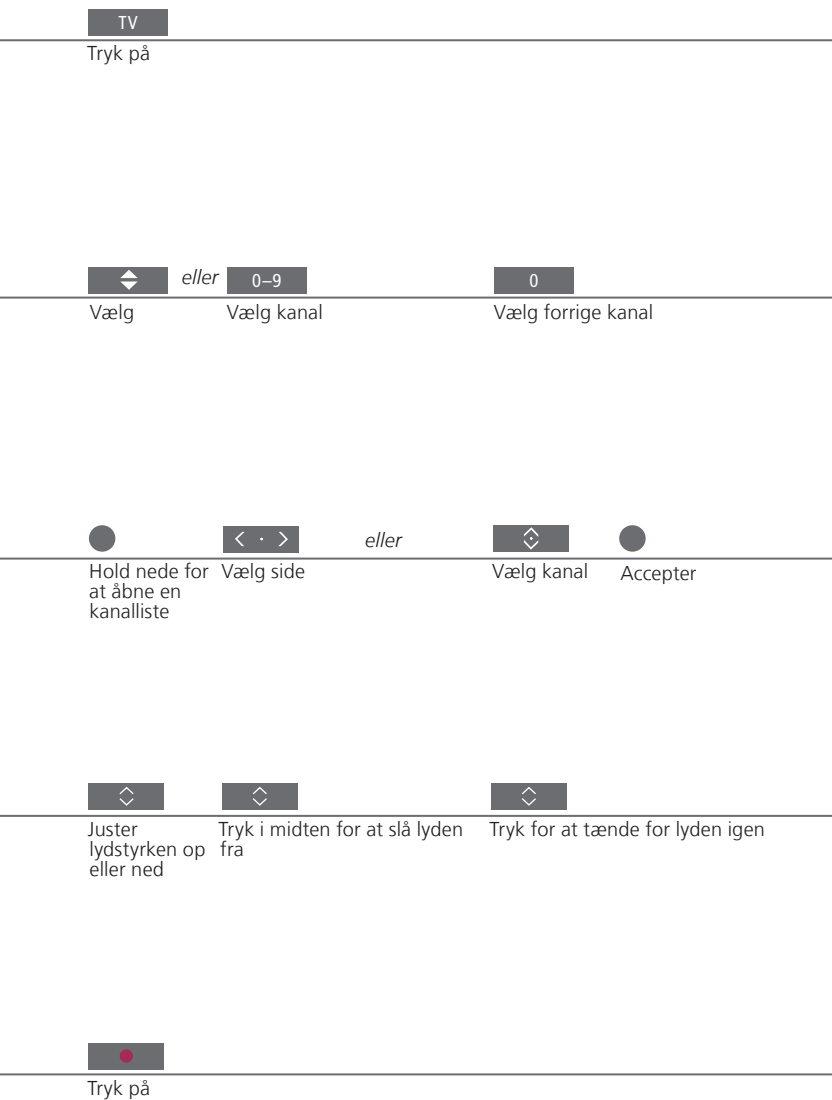 TV
Tryk på
eller 0–9 0
Vælg Vælg kanal Vælg forrige kanal
eller
Hold nede for Vælg side Vælg kanal Accepter
at åbne en
kanalliste
Juster Tryk i midten for at slå lyden Tryk for at tænde for lyden igen
lydstyrken op fra
eller ned
Tryk på